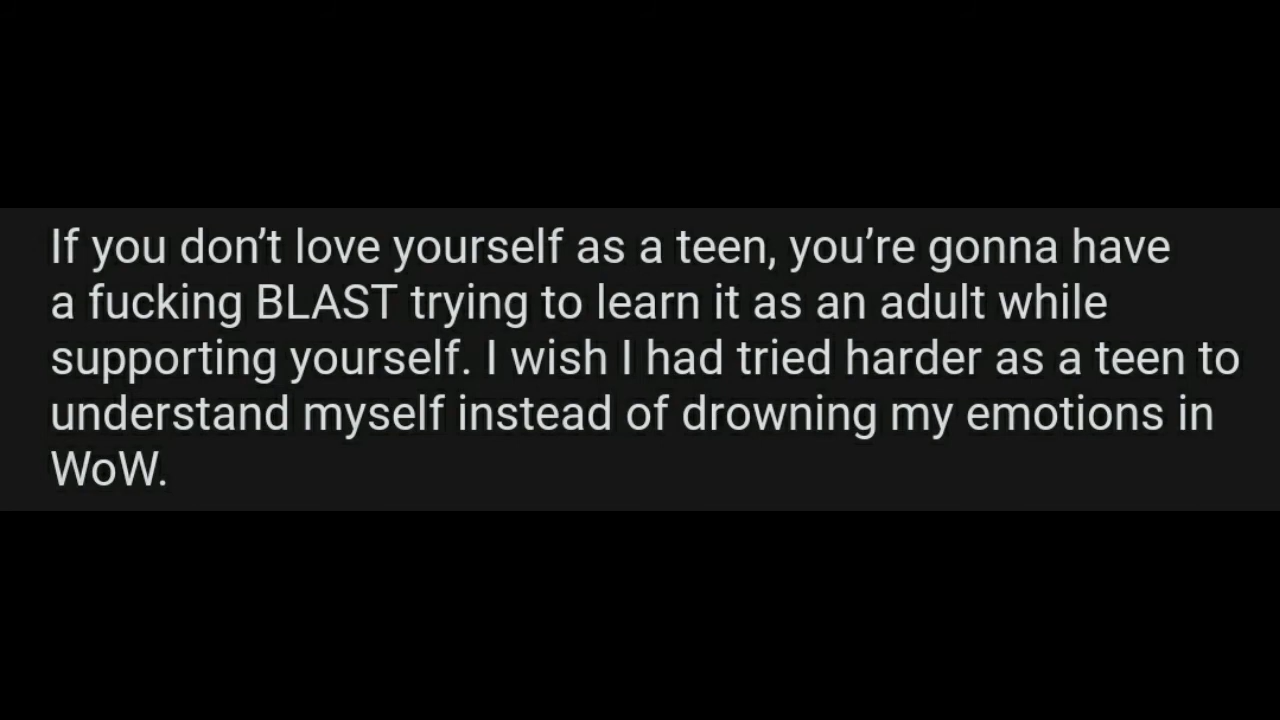 If you don’t love yourself as a teen, you’re gonna have
a fucking BLAST trying to learn it as an adult while
supporting yourself. I wish I had tried harder as a teen to
understand myself instead of drowning my emotions in
WoW.